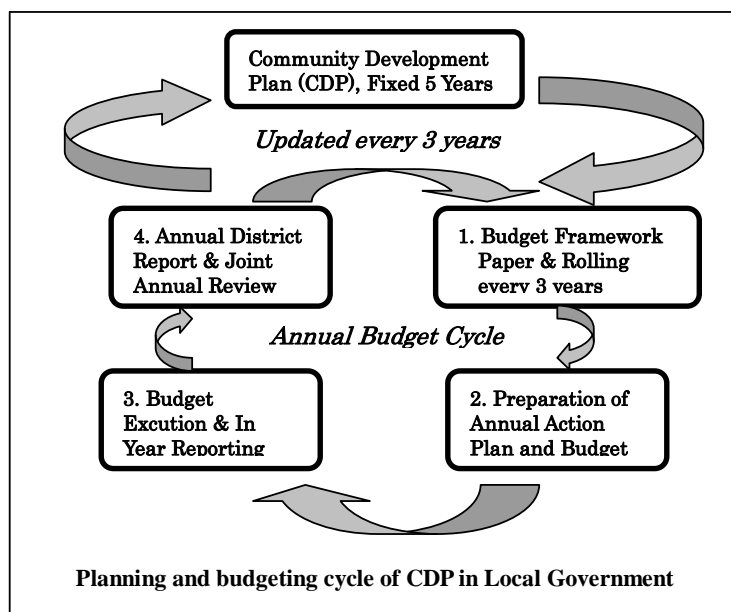 Community Development
Plan (CDP), Fixed 5 Years
Updated every 3 years
4. Annual District
Report & Joint
Annual Review
1. Budget Framework
Paper & Rolling
every 3 years
Annual Budget Cycle
3. Budget
Excution & In
Year Reporting
2. Preparation of
Annual Action
Plan and Budget
Planning and budgeting cycle of CDP in Local Government